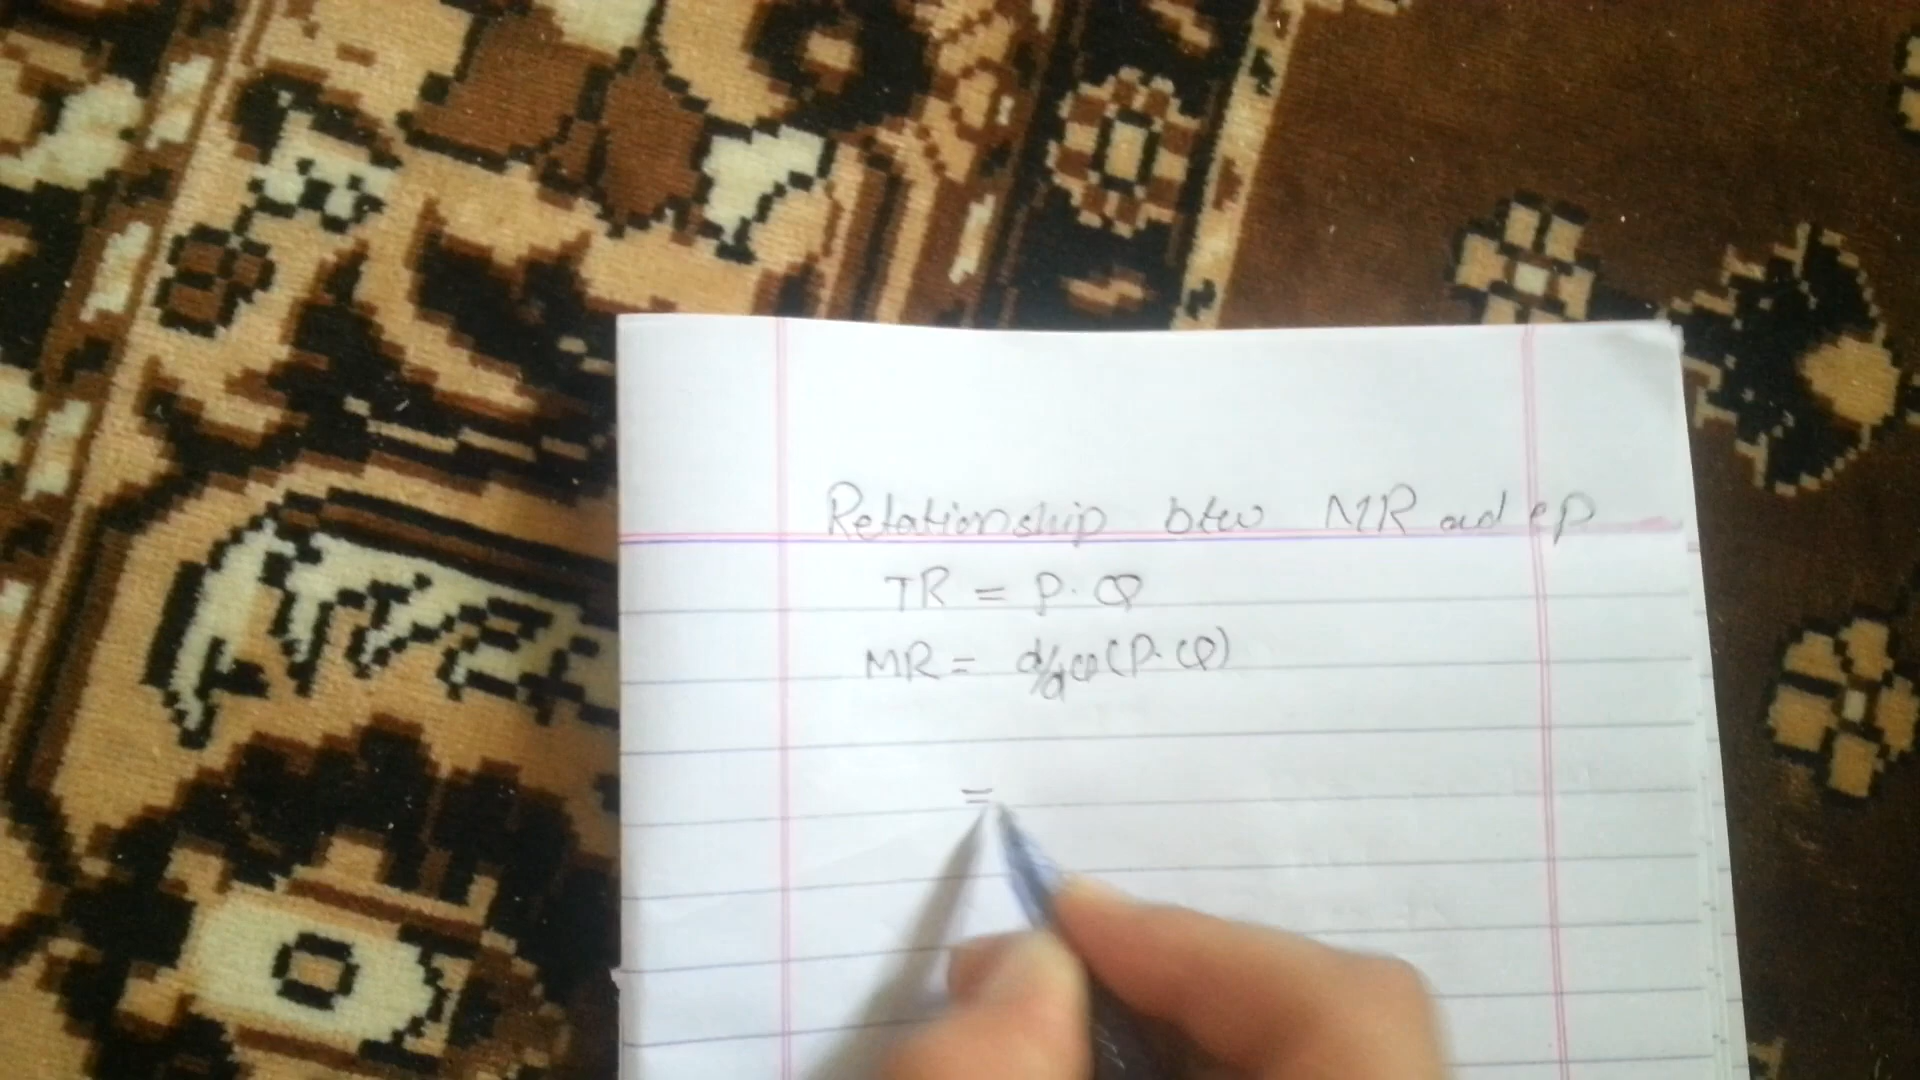 Relationship btw MR and ep
TR = P. Q
MR = d/dQ(P. Q)
=